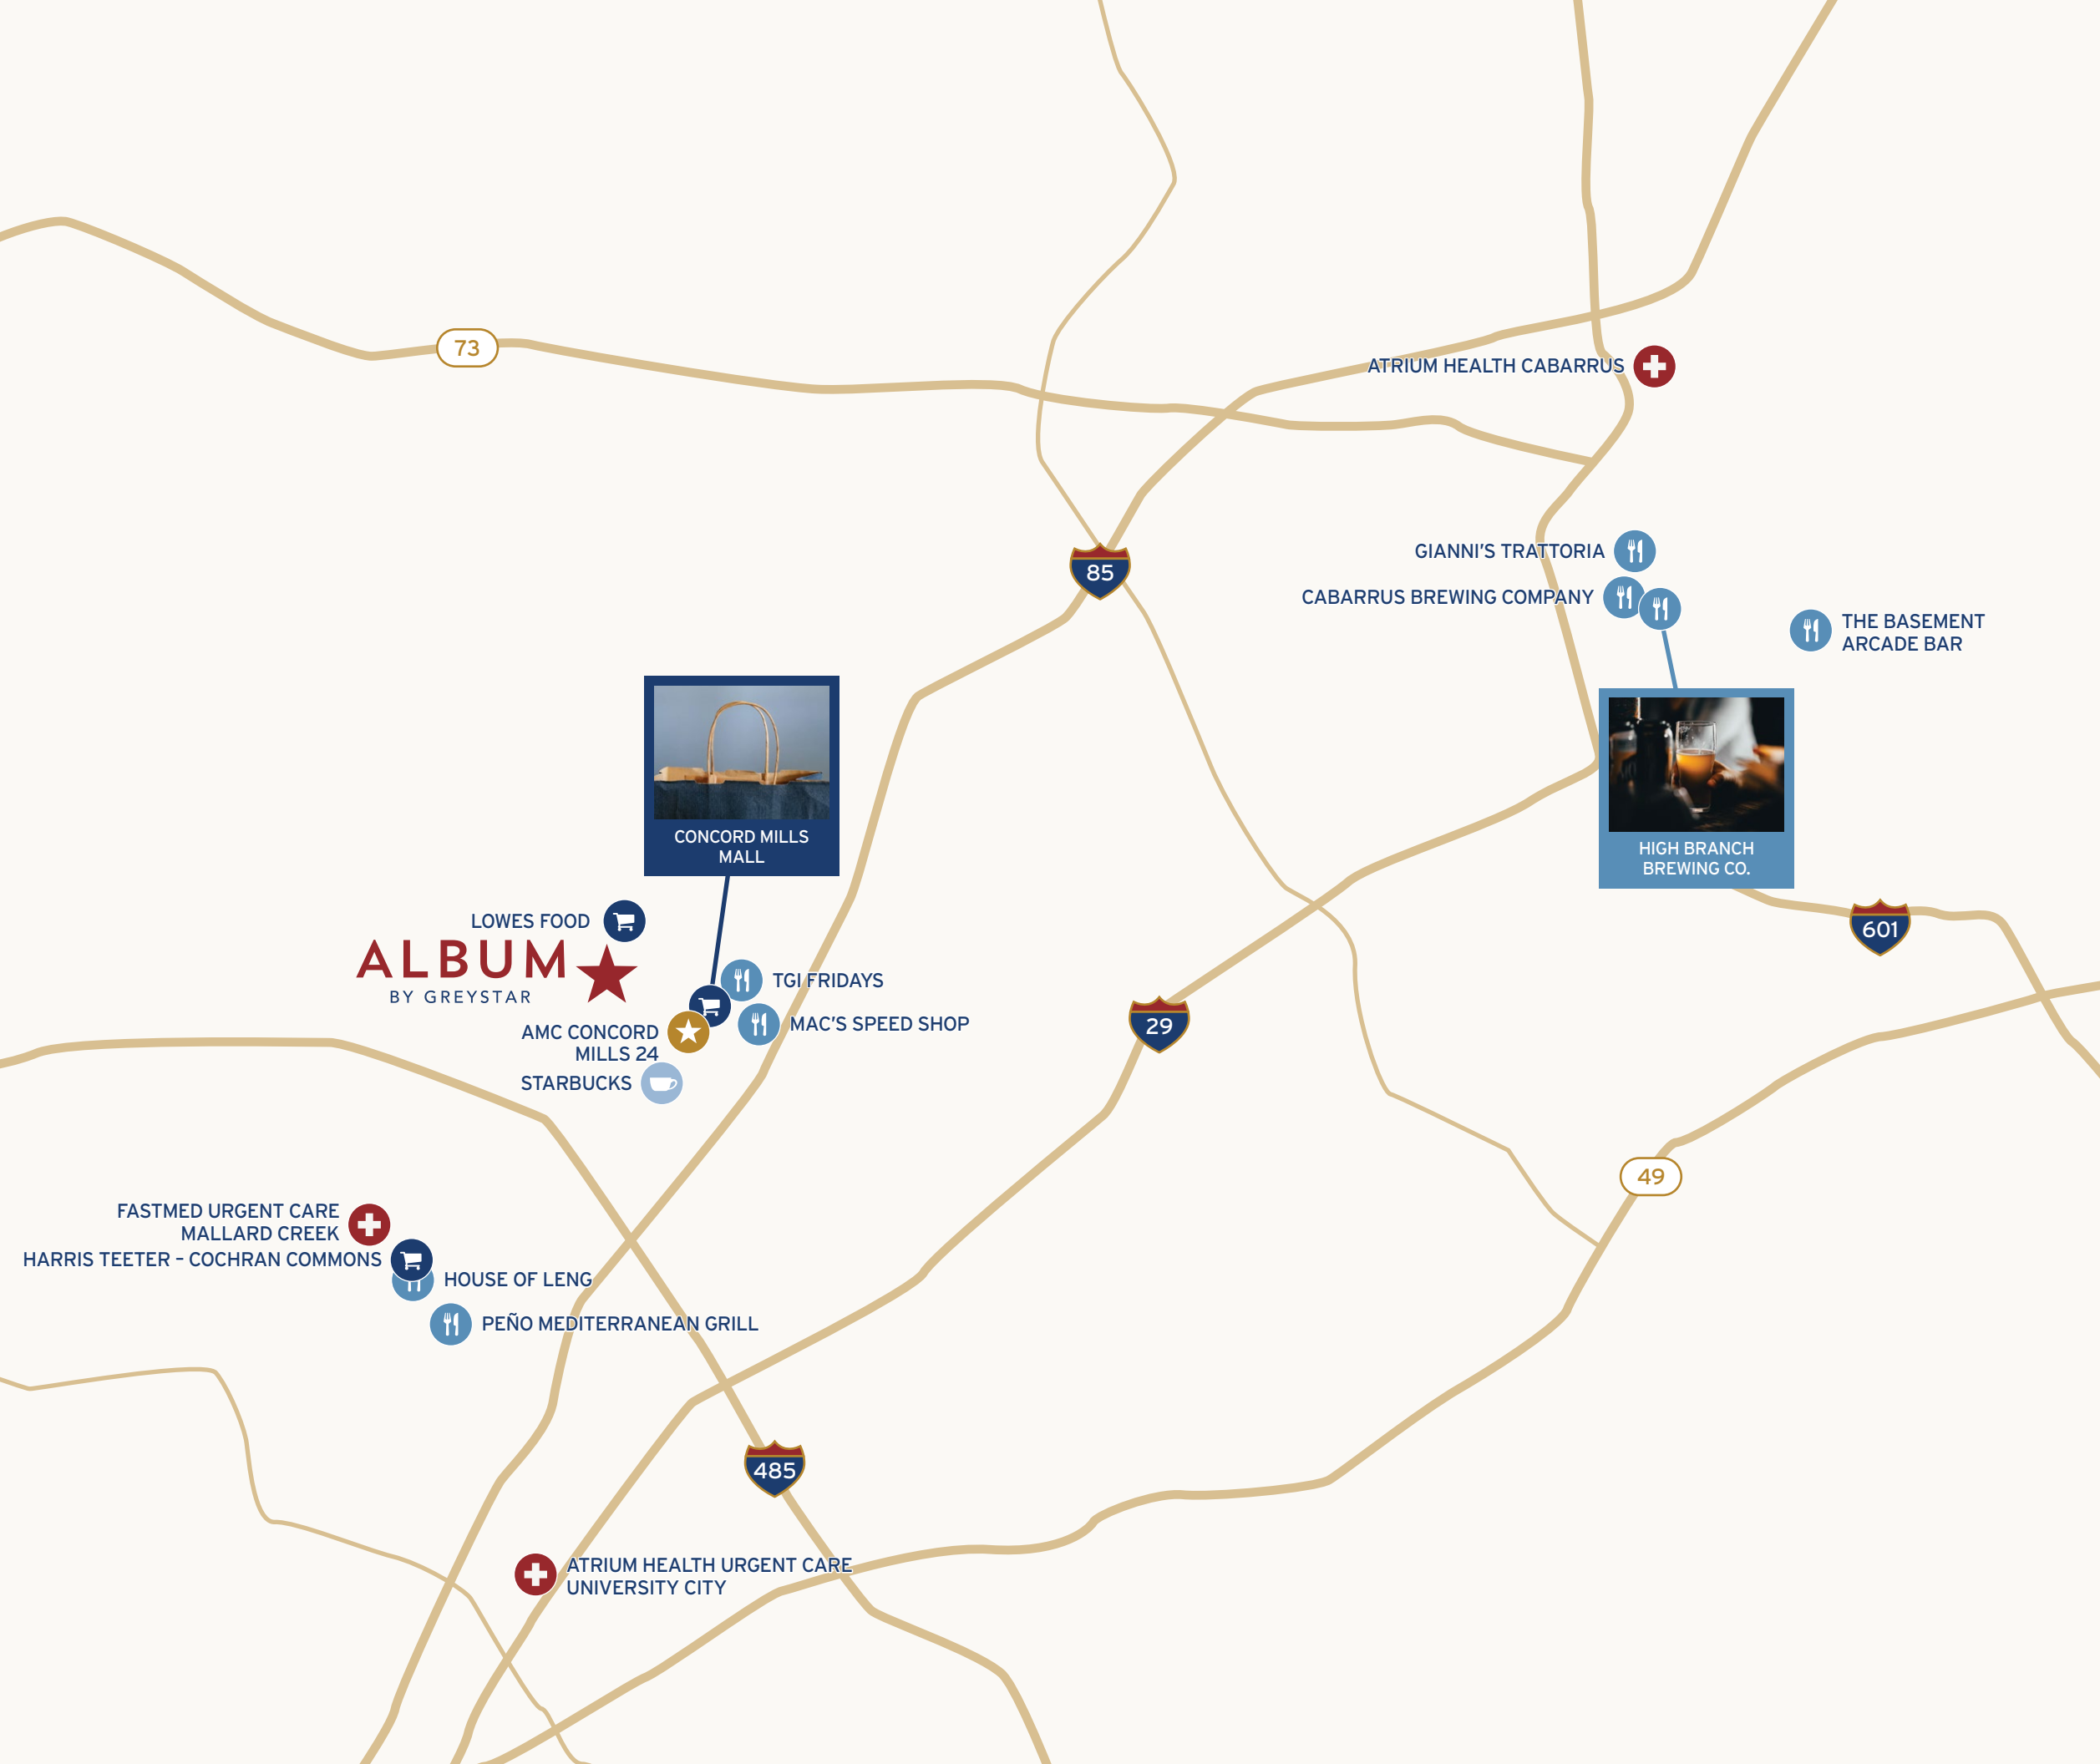 73
ATRIUM HEALTH CABARRUS
GIANNI'S TRATTORIA
85
CABARRUS BREWING COMPANY
THE BASEMENT
ARCADE BAR
CONCORD MILLS
MALL
HIGH BRANCH
BREWING CO.
LOWES FOOD
601
ALBUM
BY GREYSTAR
TGI FRIDAYS
MAC'S SPEED SHOP
29
AMC CONCORD
MILLS 24
STARBUCKS
49
FASTMED URGENT CARE
MALLARD CREEK
HARRIS TEETER – COCHRAN COMMONS
HOUSE OF LENG
PEÑO MEDITERRANEAN GRILL
485
ATRIUM HEALTH URGENT CARE
UNIVERSITY CITY